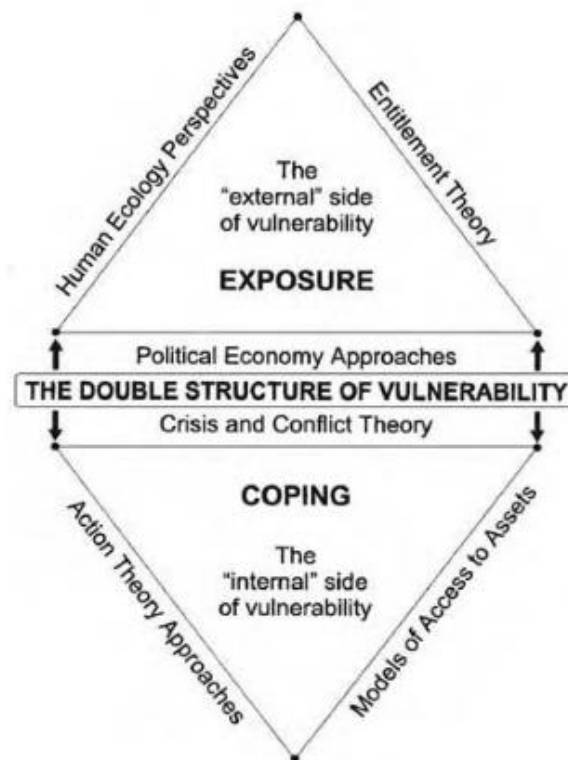 Human Ecology Perspectives
Entitlement Theory
The
"external" side
of vulnerability
EXPOSURE
Political Economy Approaches
THE DOUBLE STRUCTURE OF VULNERABILITY
Crisis and Conflict Theory
COPING
The
"internal" side
of vulnerability
Action Theory Approaches
Models of Access to Assets